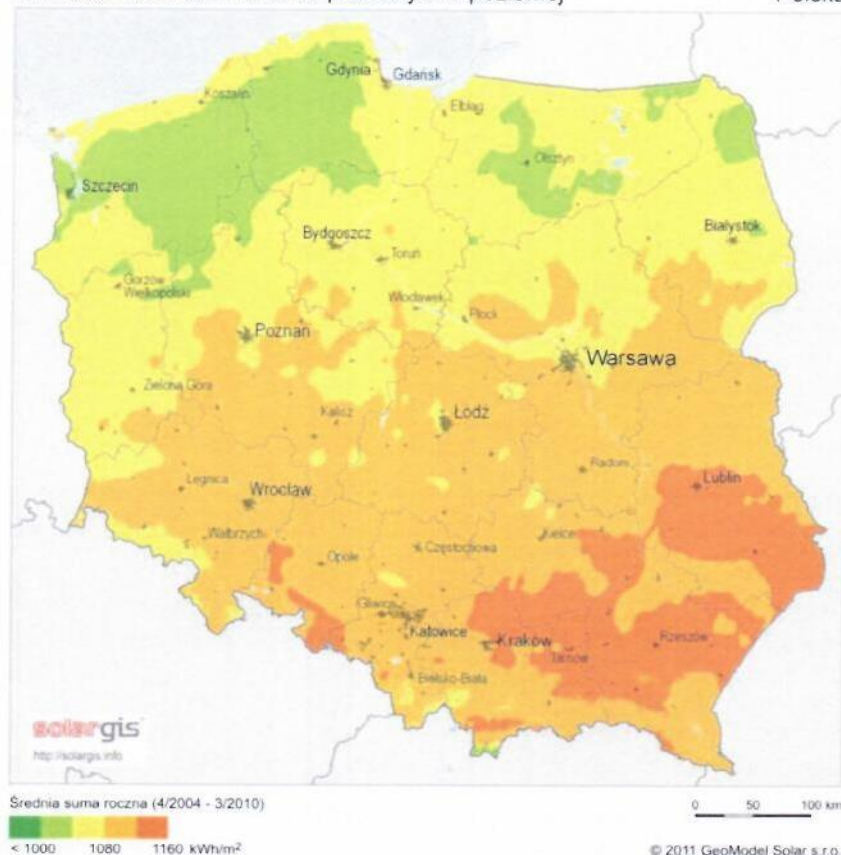 Gdynia
Gdańsk
Koszalin
Elbląg
Olsztyn
Szczecin
Białystok
Bydgoszcz
Toruń
Gorzów
Wielkopolski
Włocławek
Płock
Poznań
Warsawa
Zielona Góra
Kalisz
Łódź
Radom
Lublin
Legnica
Wrocław
Wałbrzych
Opole
Częstochowa
Kielce
Gliwice
Katowice
Kraków
Tarnów
Rzeszów
Bielsko-Biała
solargis
http://solargis.info
Średnia suma roczna (4/2004 - 3/2010)
0 50 100 km
< 1000 1080 1160 kWh/m²
© 2011 GeoModel Solar s.r.o.